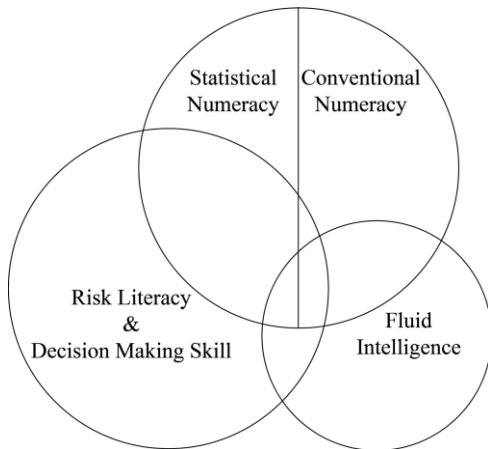 Statistical
Numeracy
Conventional
Numeracy
Risk Literacy
&
Decision Making Skill
Fluid
Intelligence